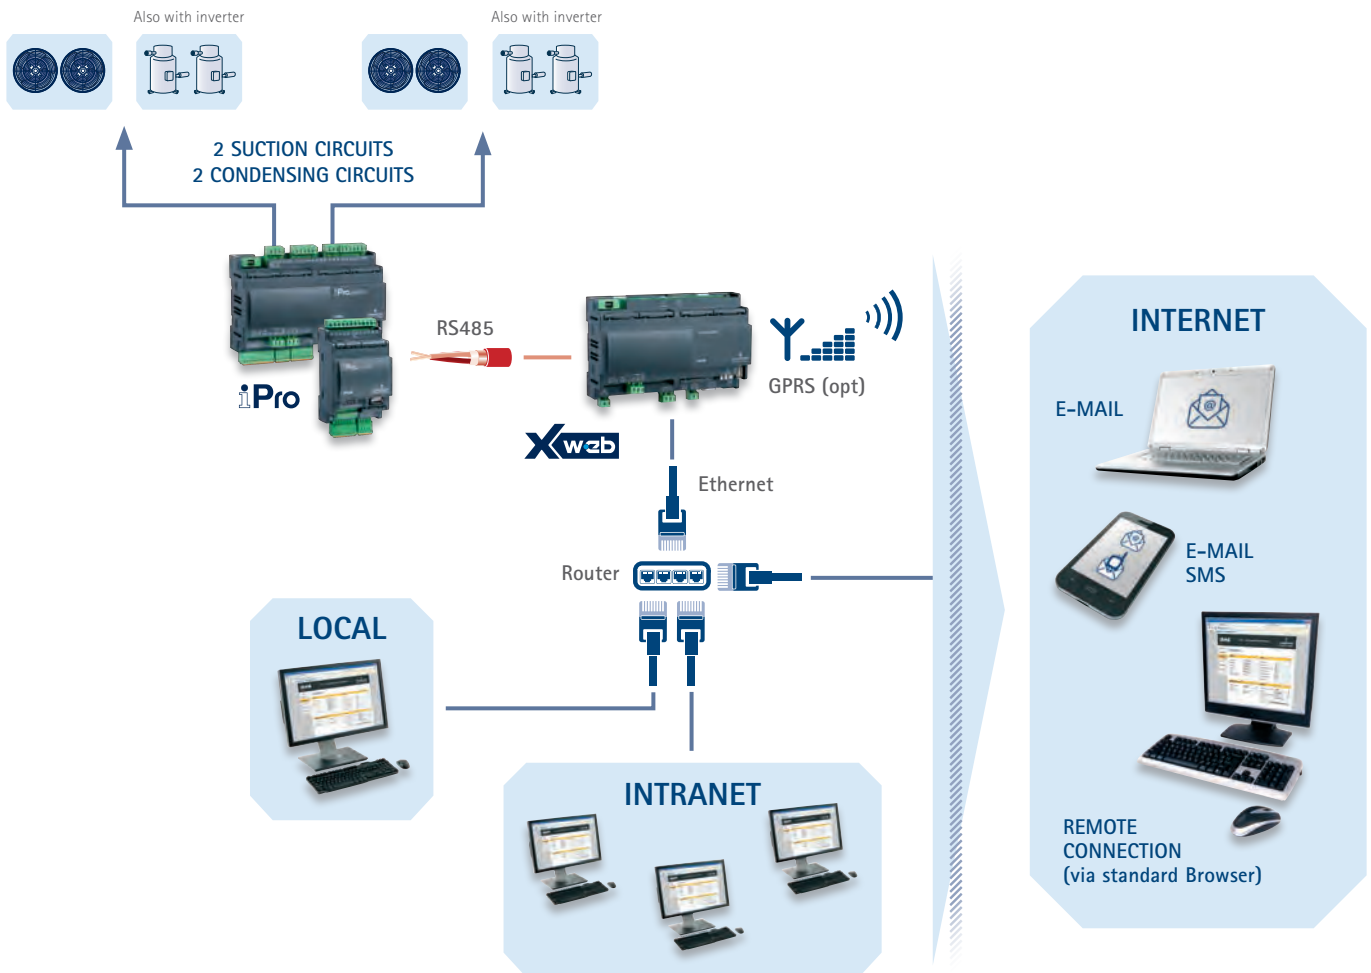 Also with inverter
Also with inverter
2 SUCTION CIRCUITS
2 CONDENSING CIRCUITS
iPro
RS485
iPro
Xweb
GPRS (opt)
Ethernet
Router
LOCAL
INTRANET
INTERNET
E-MAIL
@
E-MAIL
SMS
REMOTE
CONNECTION
(via standard Browser)